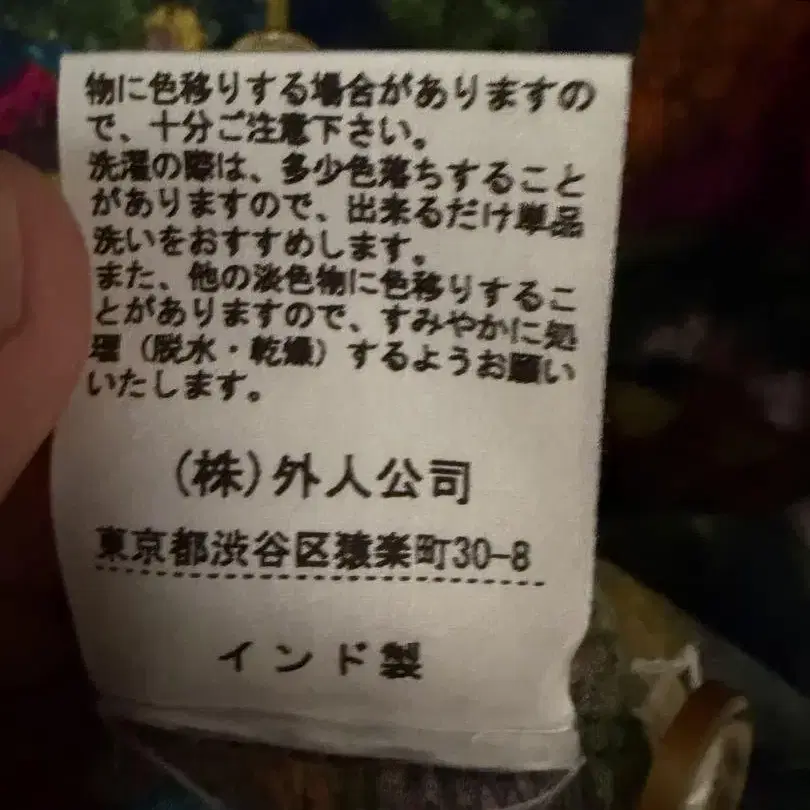 物に色移りする場合がありますの
で、十分ご注意下さい。
洗濯の際は、多少色落ちすること
がありますので、出来るだけ単品
洗いをおすすめします。
また、他の淡色物に色移りするこ
とがありますので、すみやかに処
理（脱水・乾燥）するようお願い
いたします。
(株)外人公司
東京都渋谷区猿楽町30-8
インド製